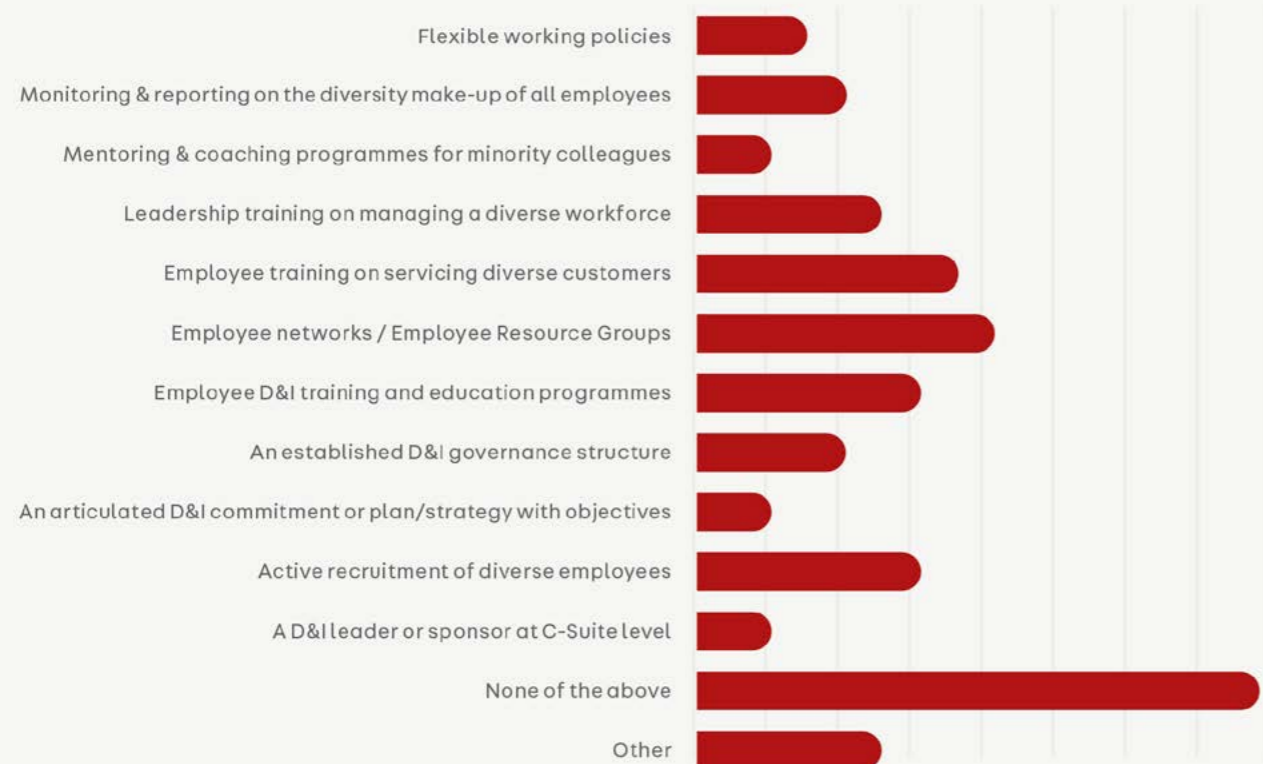 Flexible working policies
Monitoring & reporting on the diversity make-up of all employees
Mentoring & coaching programmes for minority colleagues
Leadership training on managing a diverse workforce
Employee training on servicing diverse customers
Employee networks / Employee Resource Groups
Employee D&I training and education programmes
An established D&I governance structure
An articulated D&I commitment or plan/strategy with objectives
Active recruitment of diverse employees
A D&I leader or sponsor at C-Suite level
None of the above
Other